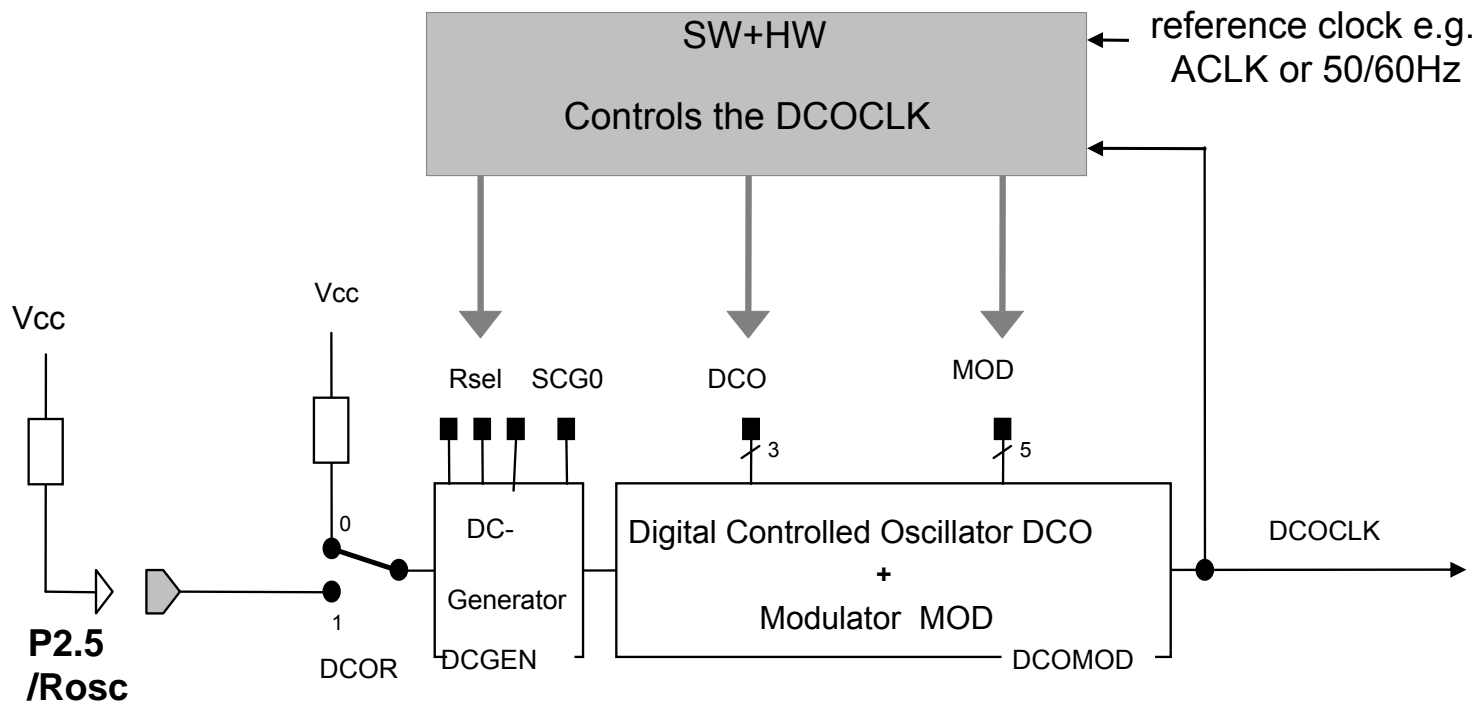 SW+HW
Controls the DCOCLK
reference clock e.g.
ACLK or 50/60Hz
Vcc
Vcc
Rsel
SCG0
DCO
MOD
3
5
0
1
DC-
Generator
DCGEN
Digital Controlled Oscillator DCO
+
Modulator MOD
DCOMOD
DCOCLK
P2.5
/Rosc
DCOR